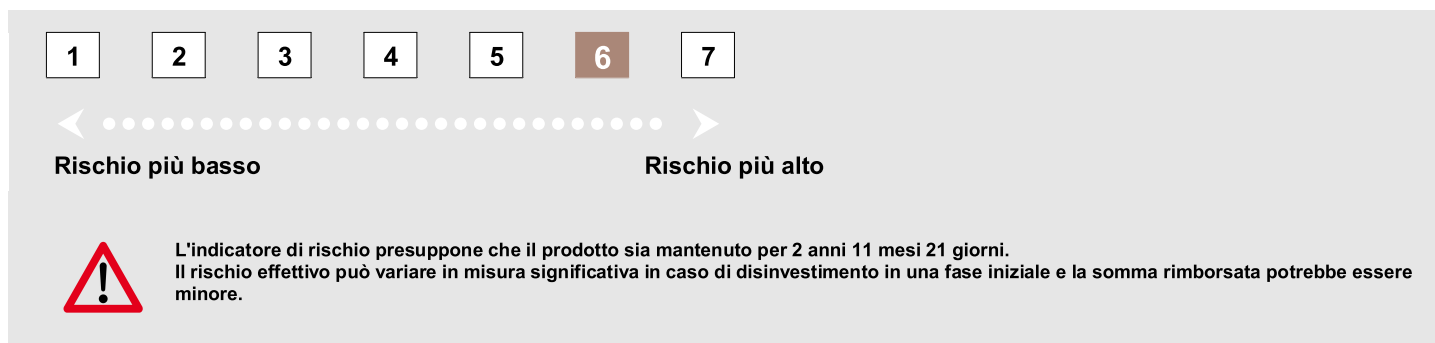 1 2 3 4 5 6 7
Rischio più basso Rischio più alto
L'indicatore di rischio presuppone che il prodotto sia mantenuto per 2 anni 11 mesi 21 giorni.
Il rischio effettivo può variare in misura significativa in caso di disinvestimento in una fase iniziale e la somma rimborsata potrebbe essere
minore.